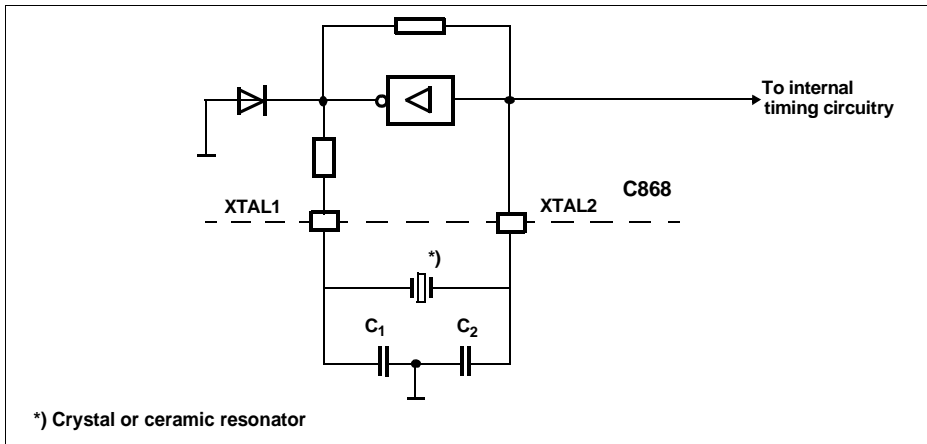 To internal
timing circuitry
C868
XTAL1
XTAL2
*)
C1
C2
*) Crystal or ceramic resonator